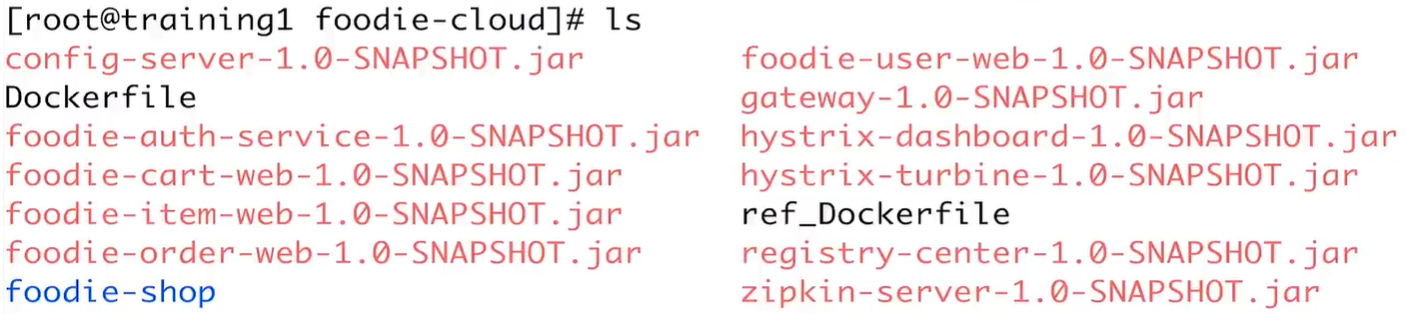 [root@training1 foodie-cloud]# ls
config-server-1.0-SNAPSHOT.jar foodie-user-web-1.0-SNAPSHOT.jar
Dockerfile gateway-1.0-SNAPSHOT.jar
foodie-auth-service-1.0-SNAPSHOT.jar hystrix-dashboard-1.0-SNAPSHOT.jar
foodie-cart-web-1.0-SNAPSHOT.jar hystrix-turbine-1.0-SNAPSHOT.jar
foodie-item-web-1.0-SNAPSHOT.jar ref_Dockerfile
foodie-order-web-1.0-SNAPSHOT.jar registry-center-1.0-SNAPSHOT.jar
foodie-shop zipkin-server-1.0-SNAPSHOT.jar